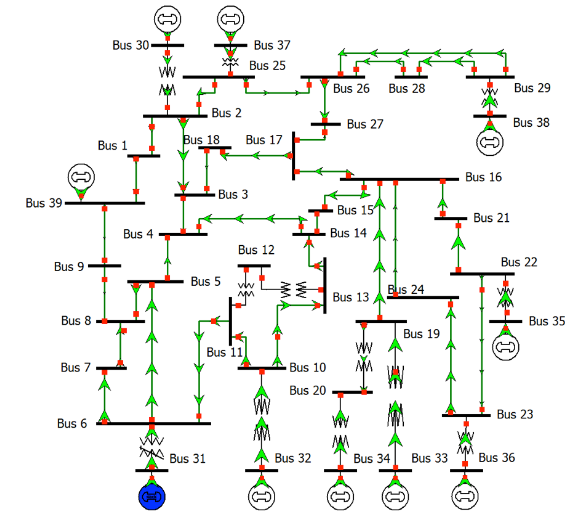 Bus 30
Bus 37
Bus 25
Bus 26
Bus 28
Bus 29
Bus 2
Bus 38
Bus 27
Bus 1
Bus 18
Bus 17
Bus 16
Bus 39
Bus 3
Bus 15
Bus 21
Bus 4
Bus 14
Bus 12
Bus 9
Bus 5
Bus 22
Bus 13
Bus 24
Bus 8
Bus 35
Bus 19
Bus 11
Bus 7
Bus 10
Bus 20
Bus 6
Bus 23
Bus 31
Bus 32
Bus 34
Bus 33
Bus 36